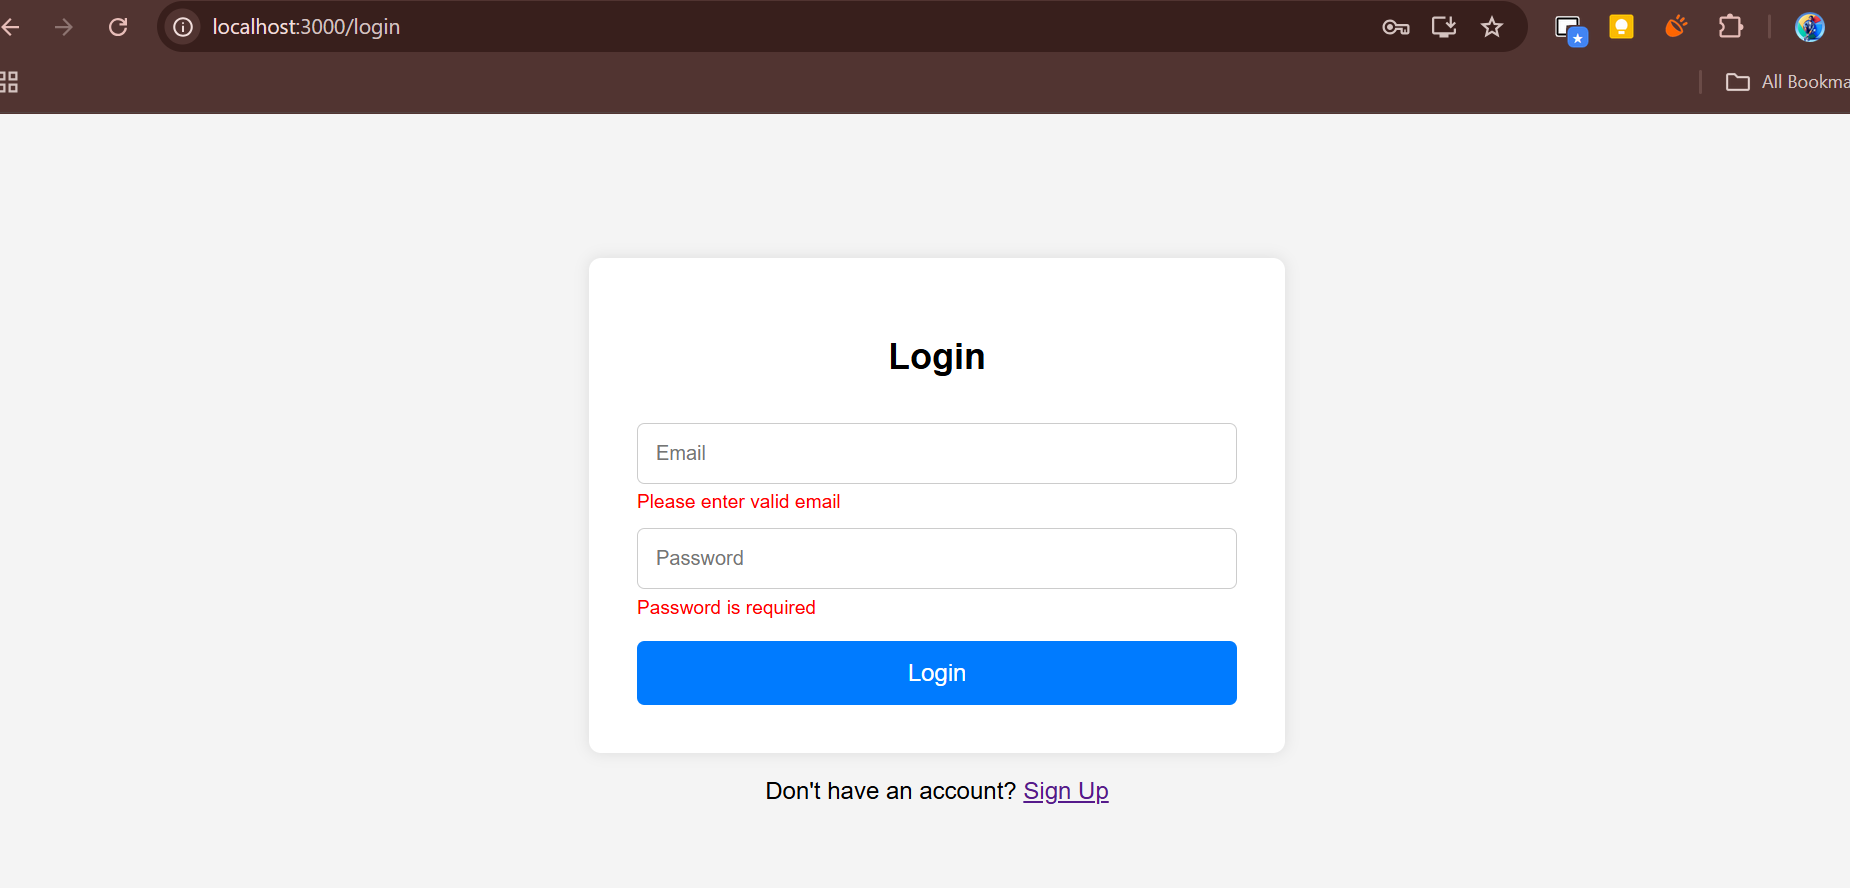 localhost:3000/login
All Bookma
Login
Email
Please enter valid email
Password
Password is required
Login
Don't have an account? Sign Up